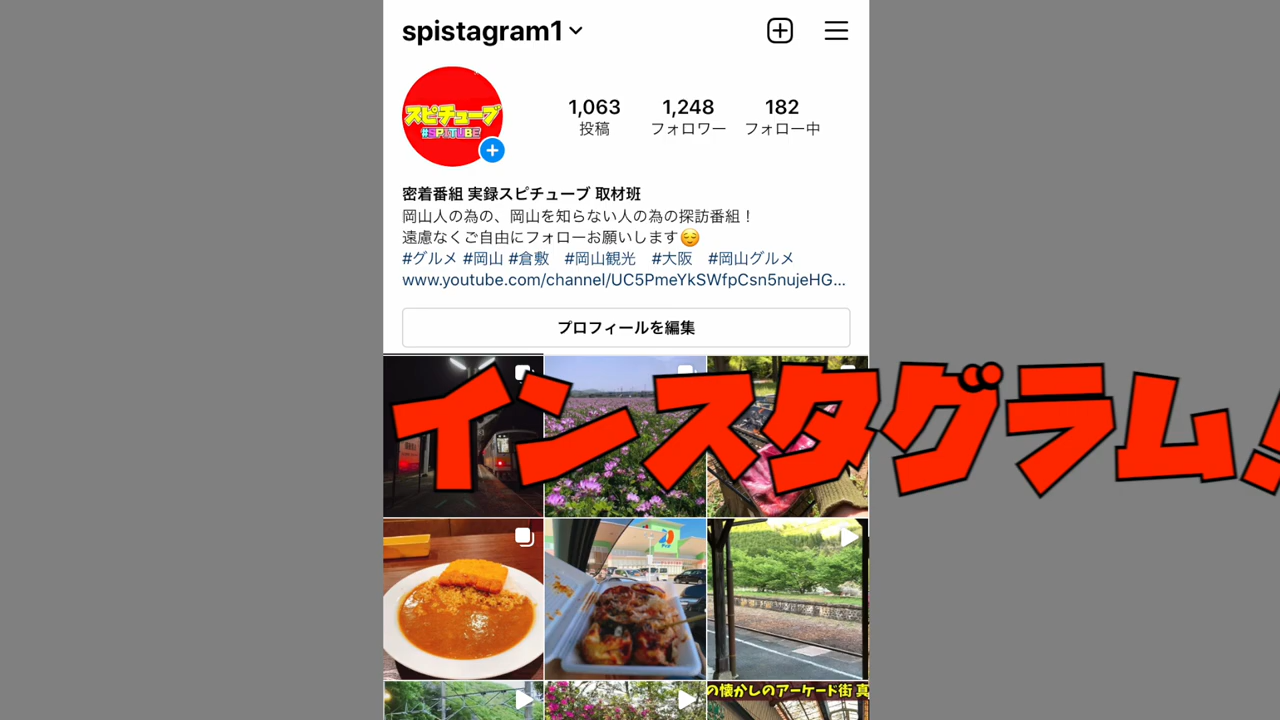 spistagram1
スピチューブ
#SPITUBE
1,063 1,248 182
投稿 フォロワー フォロー中
密着番組 実録スピチューブ 取材班
岡山人の為の、岡山を知らない人の為の探訪番組！
遠慮なくご自由にフォローお願いします😌
#グルメ #岡山 #倉敷 #岡山観光 #大阪 #岡山グルメ
www.youtube.com/channel/UC5PmeYkSWfpCsn5nujeHG...
プロフィールを編集
インスタグラム！
の懐かしのアーケード街 真